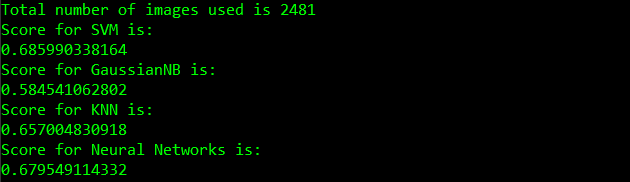 Total number of images used is 2481
Score for SVM is:
0.685990338164
Score for GaussianNB is:
0.584541062802
Score for KNN is:
0.657004830918
Score for Neural Networks is:
0.679549114332